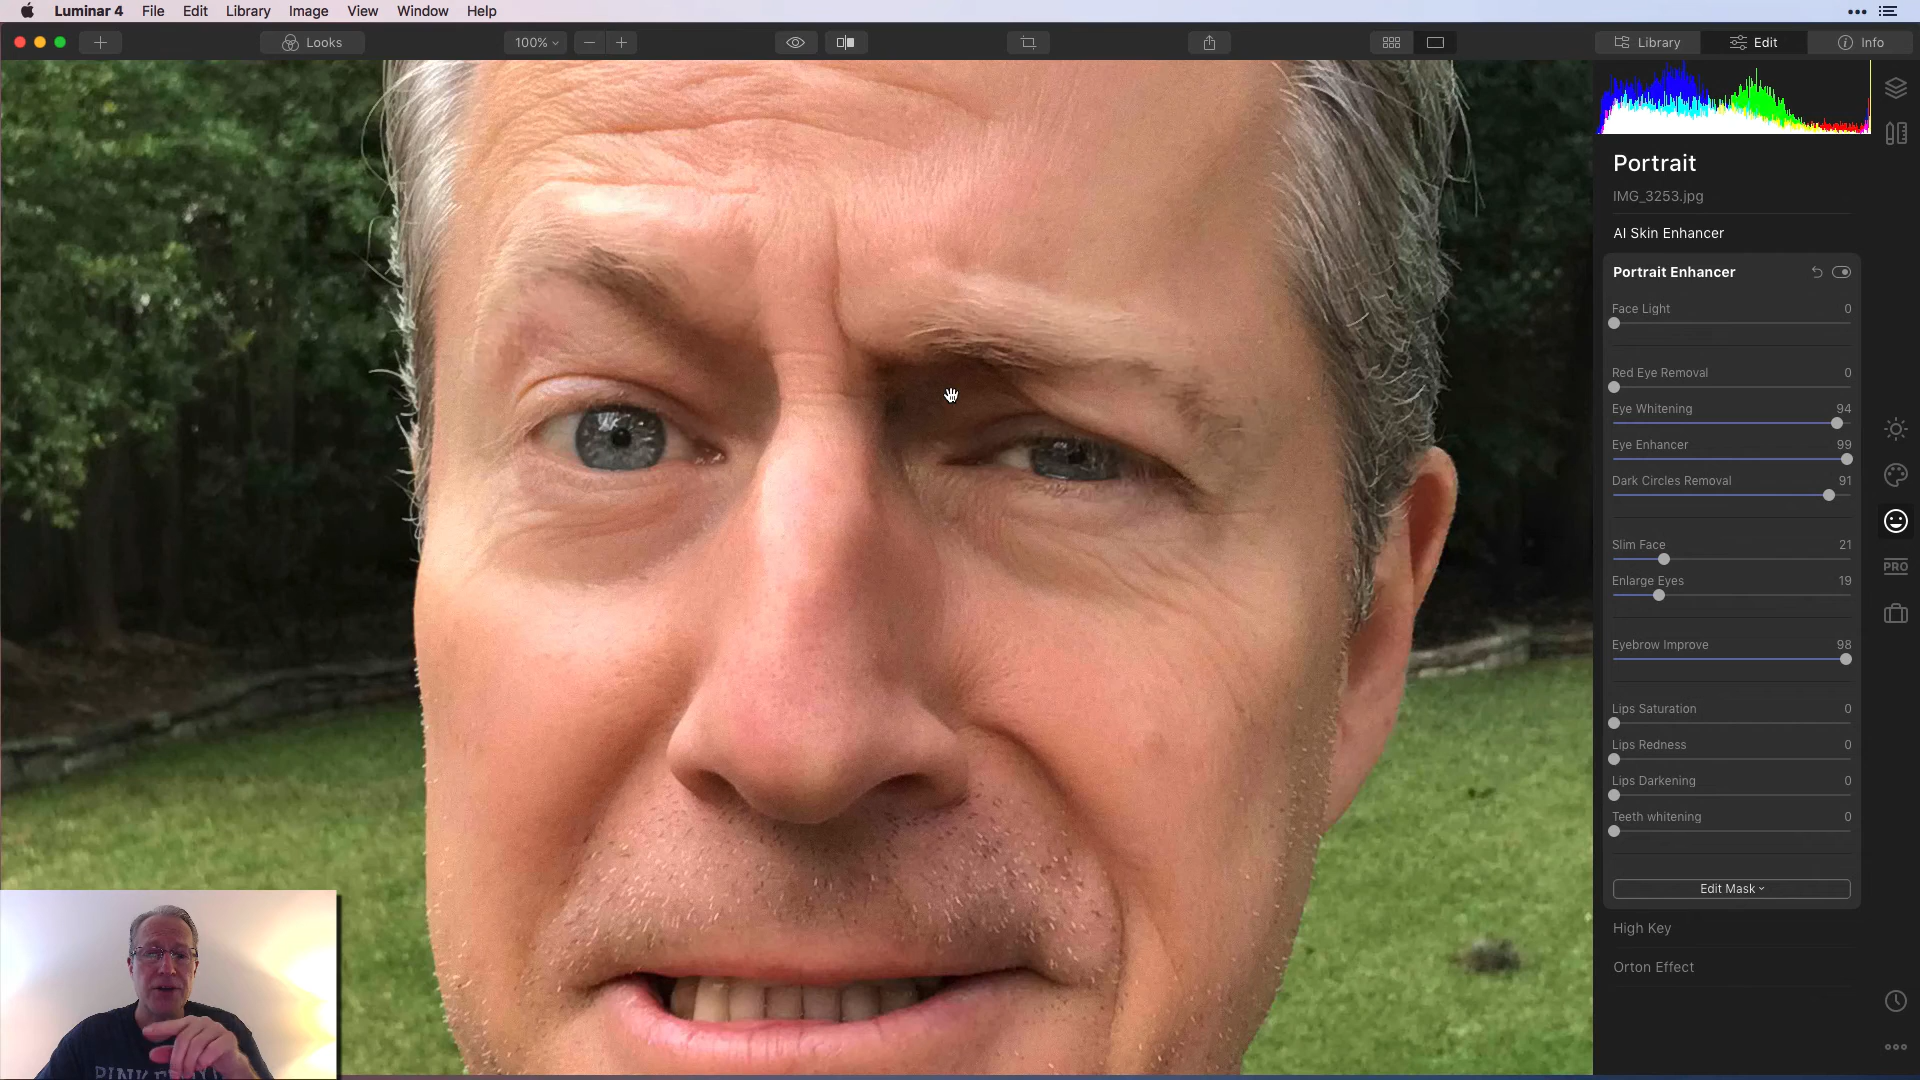 Luminar 4 File Edit Library Image View Window Help
Looks
100%
Library Edit Info
Portrait
IMG_3253.jpg
AI Skin Enhancer
Portrait Enhancer
Face Light 0
Red Eye Removal 0
Eye Whitening 94
Eye Enhancer 99
Dark Circles Removal 91
Slim Face 21
Enlarge Eyes 19
Eyebrow Improve 98
Lips Saturation 0
Lips Redness 0
Lips Darkening 0
Teeth whitening 0
Edit Mask
High Key
Orton Effect
PRO